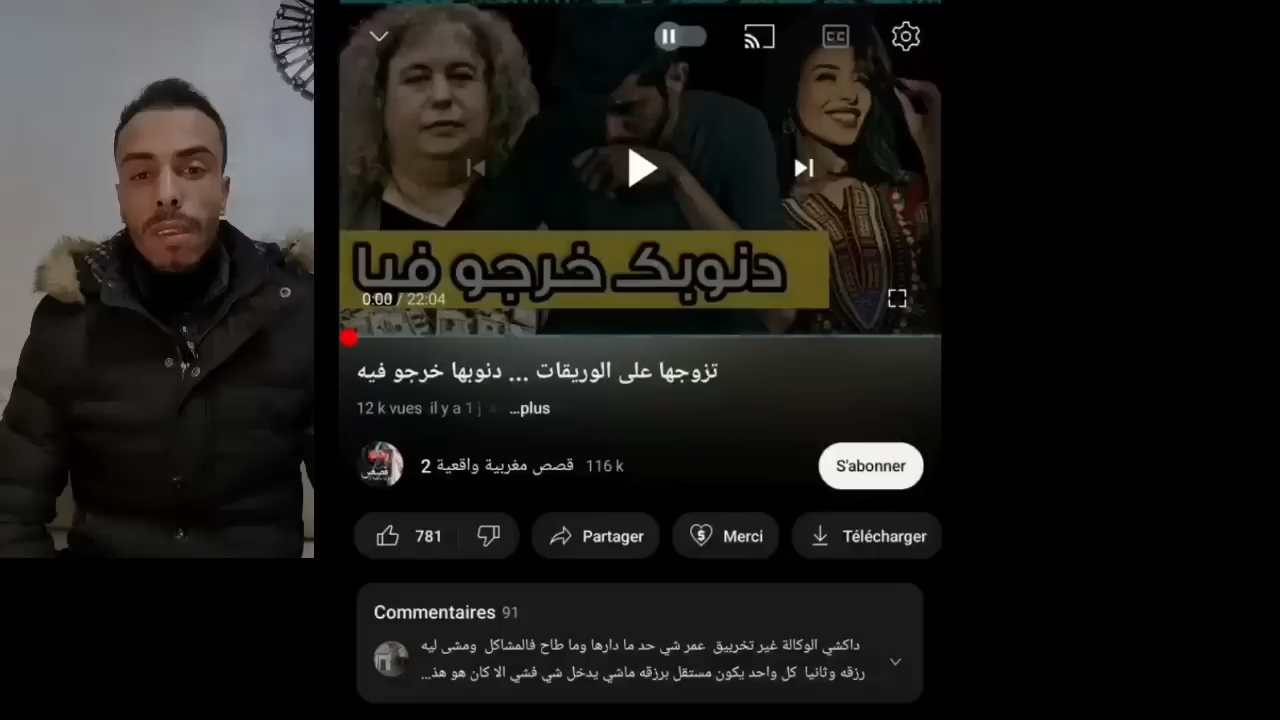 دنوبك خرجو فيا
0:00 / 22:04
تزوجها على الوريقات ... دنوبها خرجو فيه
12 k vues il y a 1 j ...plus
قصص مغربية واقعية 2 116 k S'abonner
781 Partager Merci Télécharger
Commentaires 91
داكشي الوكالة غير تخربيق عمر شي حد ما دارها وما طاح فالمشاكل ومشى ليه
رزقه وثانيا كل واحد يكون مستقل برزقه ماشي يدخل شي فشي الا كان هو هذ...